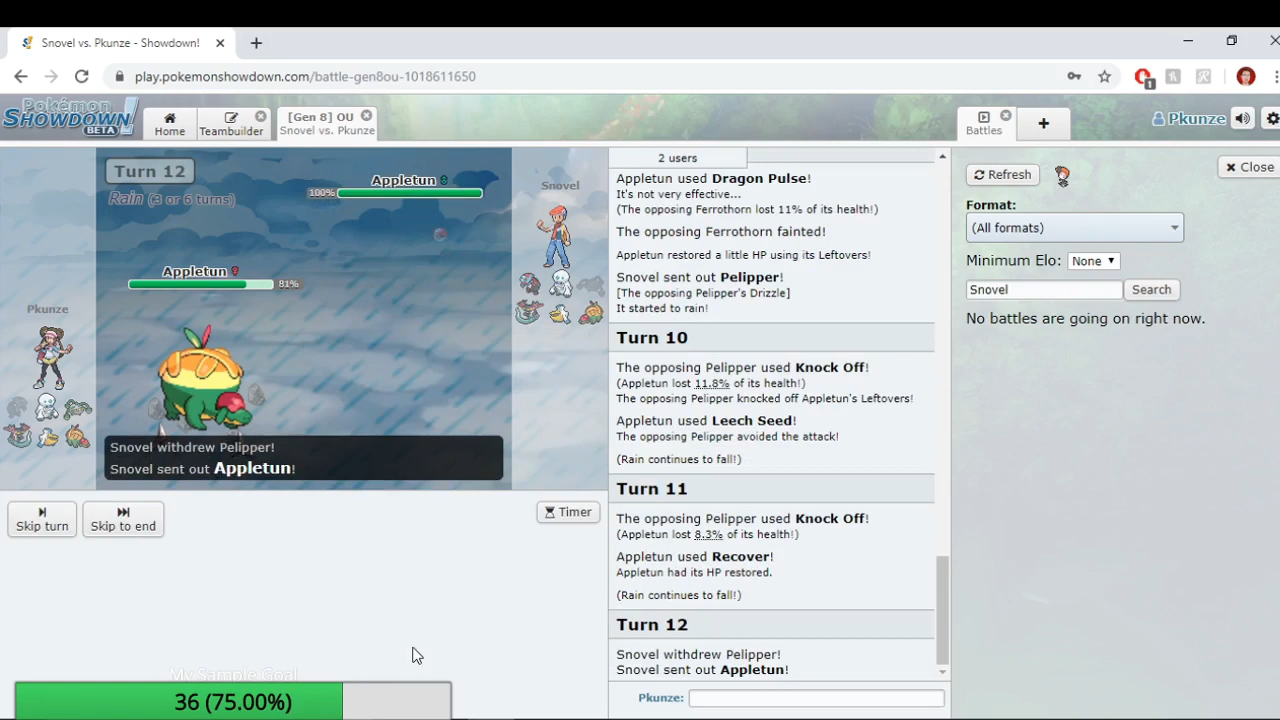 Snovel vs. Pkunze - Showdown!
play.pokemonshowdown.com/battle-gen8ou-1018611650
1
Pokémon
SHOWDOWN!
BETA
Home
Teambuilder
[Gen 8] OU
Snovel vs. Pkunze
Battles
Pkunze
Turn 12
Rain (3 or 6 turns)
Appletun
100%
Appletun
81%
Snovel
Pkunze
Snovel withdrew Pelipper!
Snovel sent out Appletun!
Skip turn
Skip to end
Timer
My Sample Goal
36 (75.00%)
2 users
Appletun used Dragon Pulse!
It's not very effective...
(The opposing Ferrothorn lost 11% of its health!)
The opposing Ferrothorn fainted!
Appletun restored a little HP using its Leftovers!
Snovel sent out Pelipper!
[The opposing Pelipper's Drizzle]
It started to rain!
Turn 10
The opposing Pelipper used Knock Off!
(Appletun lost 11.8% of its health!)
The opposing Pelipper knocked off Appletun's Leftovers!
Appletun used Leech Seed!
The opposing Pelipper avoided the attack!
(Rain continues to fall!)
Turn 11
The opposing Pelipper used Knock Off!
(Appletun lost 8.3% of its health!)
Appletun used Recover!
Appletun had its HP restored.
(Rain continues to fall!)
Turn 12
Snovel withdrew Pelipper!
Snovel sent out Appletun!
Pkunze:
Refresh
Close
Format:
(All formats)
Minimum Elo: None
Snovel
Search
No battles are going on right now.